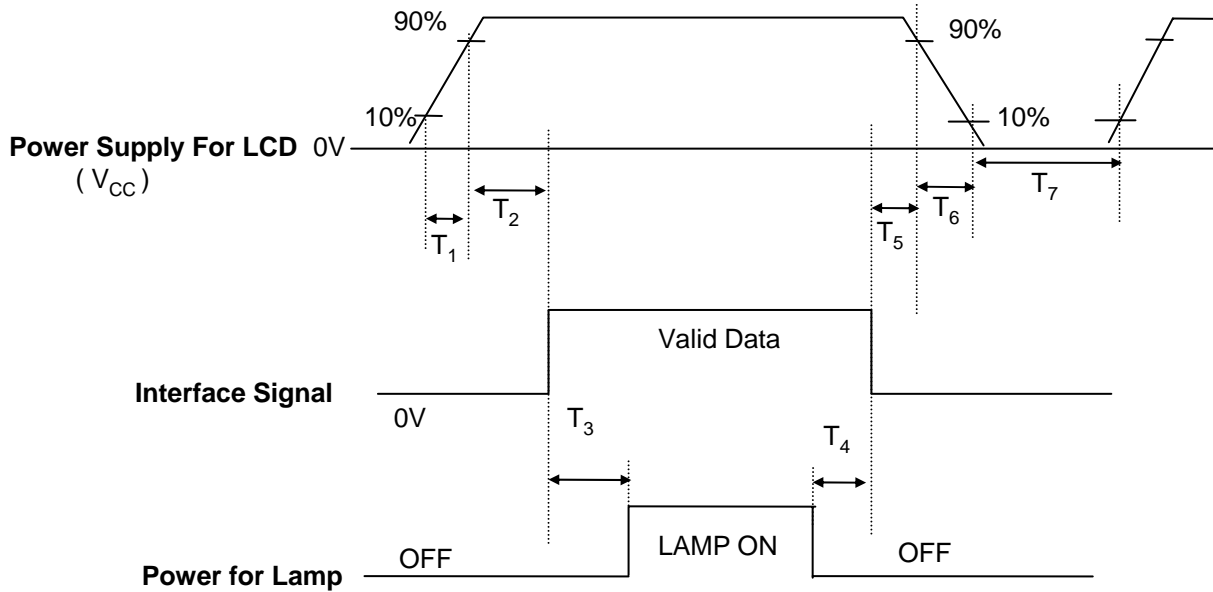 90%
90%
10%
10%
Power Supply For LCD 0V
( VCC )
T1
T2
T5
T6
T7
Valid Data
Interface Signal
0V
T3
T4
LAMP ON
OFF
OFF
Power for Lamp